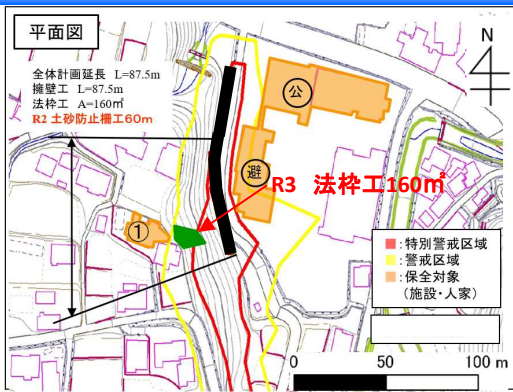 平面図
N
全体計画延長 L=87.5m
擁壁工 L=87.5m
法枠工 A=160㎡
R2 土砂防止柵工60m
公
避
R3 法枠工160㎡
①
:特別警戒区域
:警戒区域
:保全対象
(施設・人家)
0 50 100 m